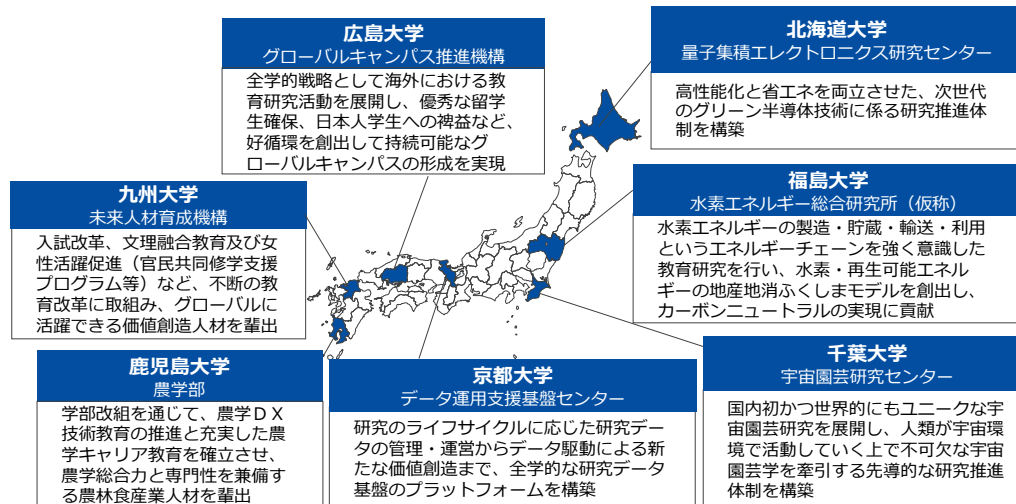 広島大学
グローバルキャンパス推進機構
全学的戦略として海外における教
育研究活動を展開し、優秀な留学
生確保、日本人学生への裨益など、
好循環を創出して持続可能なグ
ローバルキャンパスの形成を実現
北海道大学
量子集積エレクトロニクス研究センター
高性能化と省エネを両立させた、次世代
のグリーン半導体技術に係る研究推進体
制を構築
九州大学
未来人材育成機構
入試改革、文理融合教育及び女
性活躍促進（官民共同修学支援
プログラム等）など、不断の教
育改革に取組み、グローバルに
活躍できる価値創造人材を輩出
福島大学
水素エネルギー総合研究所（仮称）
水素エネルギーの製造・貯蔵・輸送・利用
というエネルギーチェーンを強く意識した
教育研究を行い、水素・再生可能エネル
ギーの地産地消ふくしまモデルを創出し、
カーボンニュートラルの実現に貢献
鹿児島大学
農学部
学部改組を通じて、農学ＤＸ
技術教育の推進と充実した農
学キャリア教育を確立させ、
農学総合力と専門性を兼備す
る農林食産業人材を輩出
京都大学
データ運用支援基盤センター
研究のライフサイクルに応じた研究デー
タの管理・運営からデータ駆動による新
たな価値創造まで、全学的な研究データ
基盤のプラットフォームを構築
千葉大学
宇宙園芸研究センター
国内初かつ世界的にもユニークな宇
宙園芸研究を展開し、人類が宇宙環
境で活動していく上で不可欠な宇宙
園芸学を牽引する先導的な研究推進
体制を構築